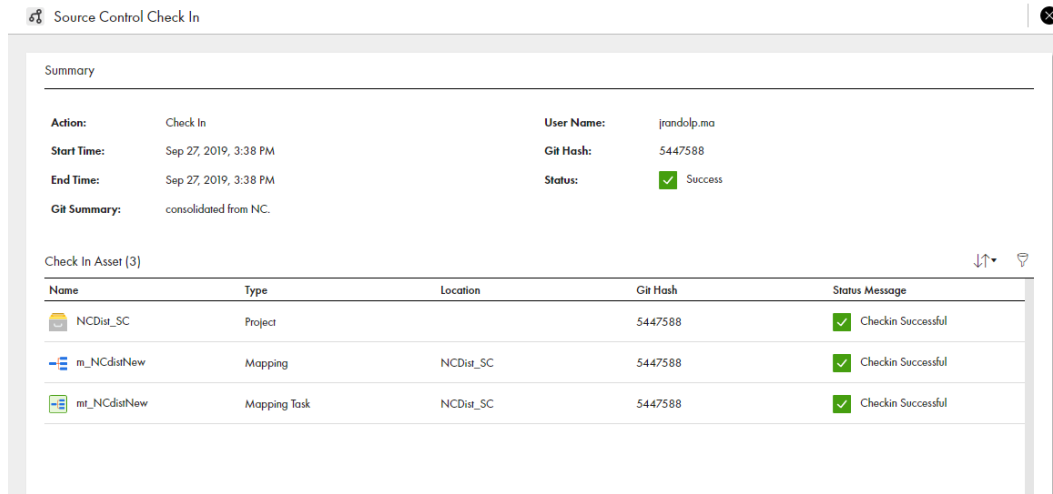 Source Control Check In
Summary
Action: Check In User Name: jrandolp.ma
Start Time: Sep 27, 2019, 3:38 PM Git Hash: 5447588
End Time: Sep 27, 2019, 3:38 PM Status: Success
Git Summary: consolidated from NC.
Check In Asset (3)
Name Type Location Git Hash Status Message
NCDist_SC Project 5447588 Checkin Successful
m_NCdistNew Mapping NCDist_SC 5447588 Checkin Successful
mt_NCdistNew Mapping Task NCDist_SC 5447588 Checkin Successful